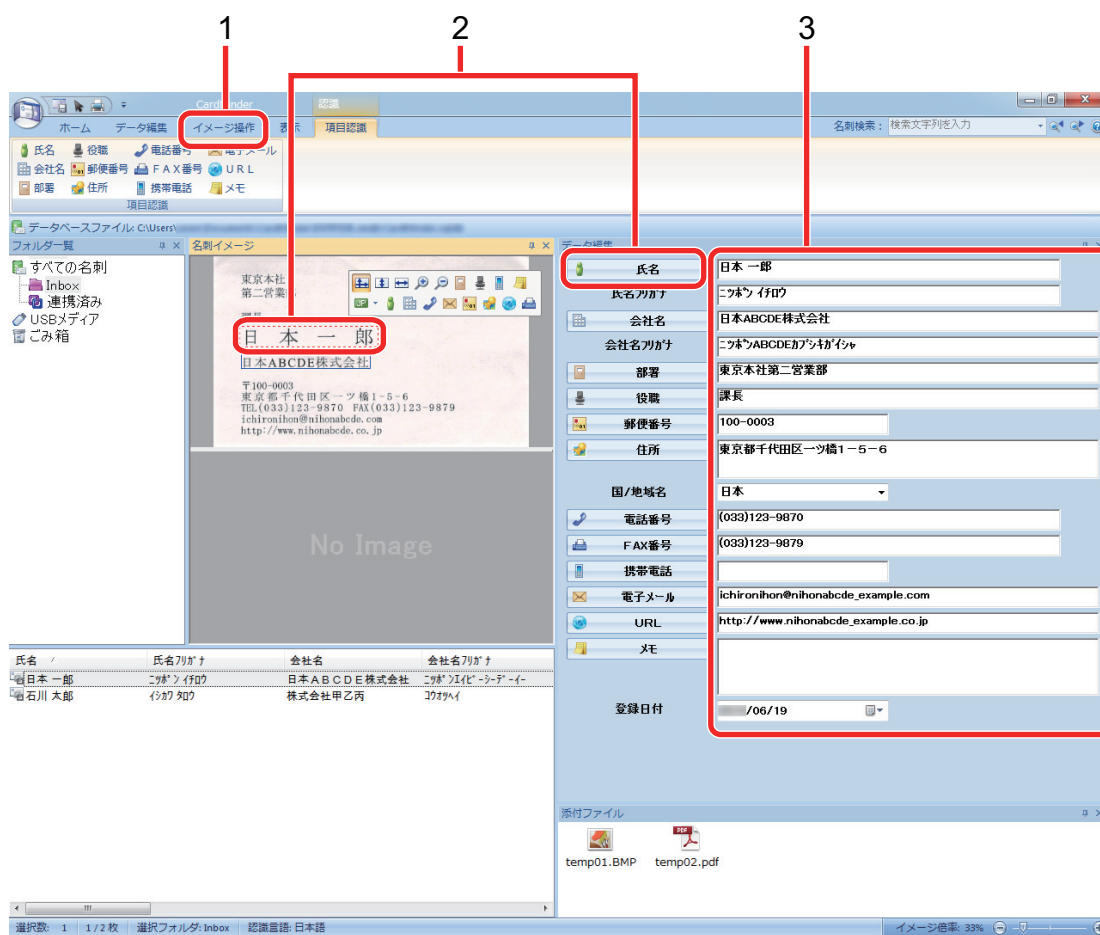 1
2
3
CardMinder
認識
ホーム データ編集 イメージ操作 表示 項目認識
名刺検索: 検索文字列を入力
氏名 役職 電話番号 電子メール
会社名 郵便番号 FAX番号 URL
部署 住所 携帯電話 メモ
項目認識
データベースファイル: C:\Users\
フォルダ一覧
すべての名刺
Inbox
連携済み
USBメディア
ごみ箱
名刺イメージ
東京本社
第二営業
日 本 一 郎
日本ABCDE株式会社
〒100-0003
東京都千代田区一ツ橋1-5-6
TEL(033)123-9870 FAX(033)123-9879
ichironihon@nihonabcde.com
http://www.nihonabcde.co.jp
No Image
データ編集
氏名 日本 一郎
氏名フリガナ ニッポン イチロウ
会社名 日本ABCDE株式会社
会社名フリガナ ニッポンABCDEカブシキガイシャ
部署 東京本社第二営業部
役職 課長
郵便番号 100-0003
住所 東京都千代田区一ツ橋1-5-6
国/地域名 日本
電話番号 (033)123-9870
FAX番号 (033)123-9879
携帯電話
電子メール ichironihon@nihonabcde_example.com
URL http://www.nihonabcde_example.co.jp
メモ
登録日付 /06/19
氏名 氏名フリガナ 会社名 会社名フリガナ
日本 一郎 ニッポン イチロウ 日本ABCDE株式会社 ニッポンエイビーシーデーイー
石川 太郎 イシカワ タロウ 株式会社甲乙丙 コウオツヘイ
添付ファイル
PDF
temp01.BMP temp02.pdf
選択数: 1 1/2枚 選択フォルダ: Inbox 認識言語: 日本語 イメージ倍率: 33%